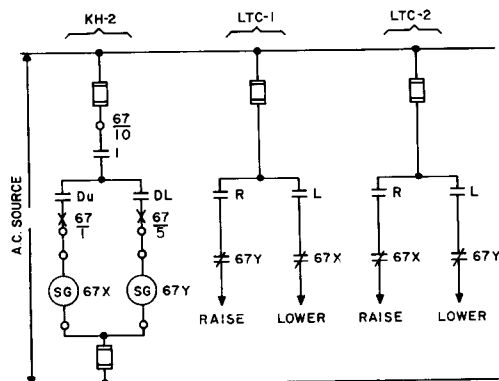 KH-2
LTC-1
LTC-2
A.C. SOURCE
67
10
I
Du
DL
67
1
67
5
SG
67X
SG
67Y
R
L
67Y
67X
RAISE
LOWER
R
L
67X
67Y
RAISE
LOWER